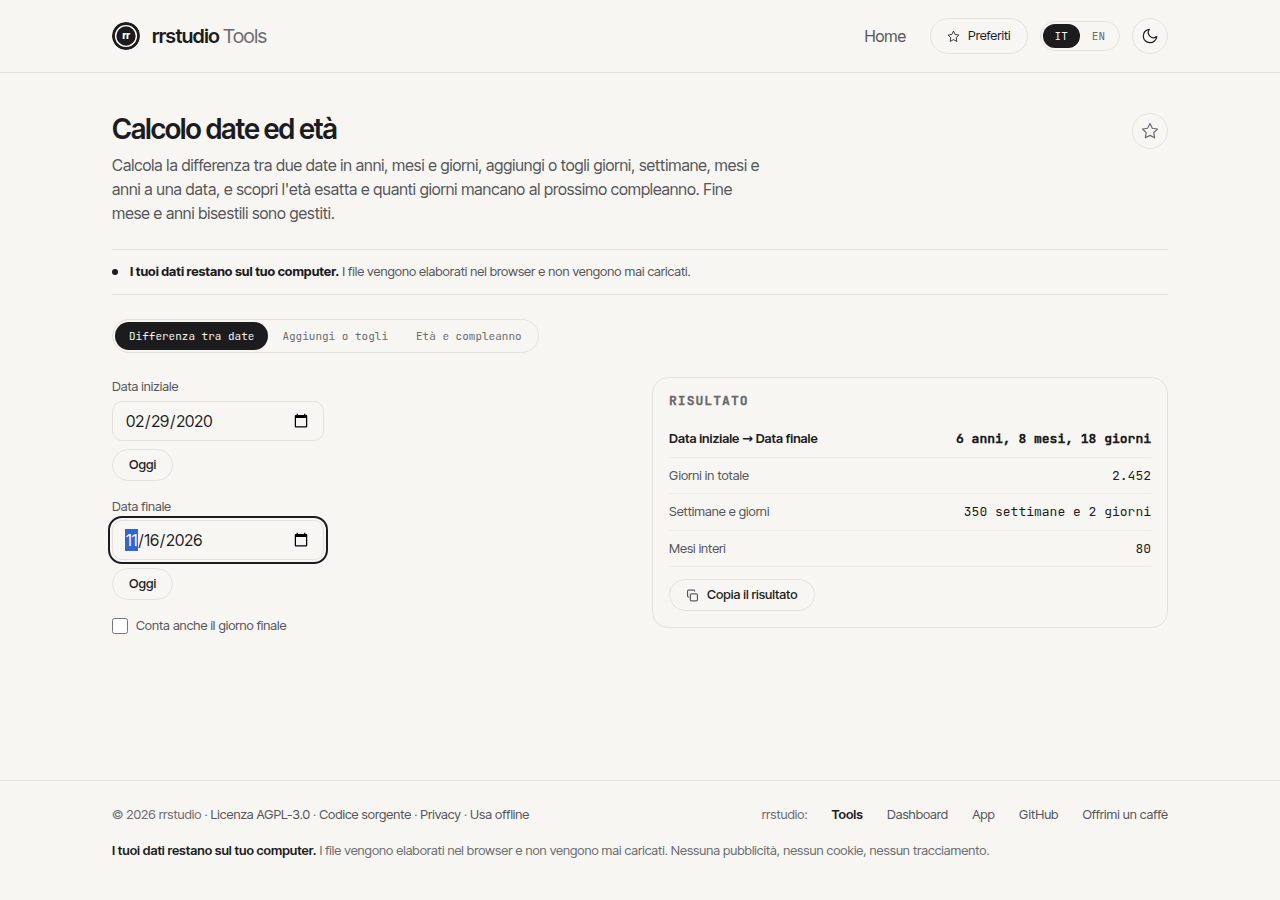 rr rrstudio Tools
Home
Preferiti
IT
EN
Calcolo date ed età
Calcola la differenza tra due date in anni, mesi e giorni, aggiungi o togli giorni, settimane, mesi e
anni a una data, e scopri l'età esatta e quanti giorni mancano al prossimo compleanno. Fine
mese e anni bisestili sono gestiti.
I tuoi dati restano sul tuo computer. I file vengono elaborati nel browser e non vengono mai caricati.
Differenza tra date
Aggiungi o togli
Età e compleanno
Data iniziale
02/29/2020
Oggi
Data finale
11/16/2026
Oggi
Conta anche il giorno finale
RISULTATO
Data iniziale → Data finale 6 anni, 8 mesi, 18 giorni
Giorni in totale 2.452
Settimane e giorni 350 settimane e 2 giorni
Mesi interi 80
Copia il risultato
© 2026 rrstudio · Licenza AGPL-3.0 · Codice sorgente · Privacy · Usa offline
rrstudio: Tools Dashboard App GitHub Offrimi un caffè
I tuoi dati restano sul tuo computer. I file vengono elaborati nel browser e non vengono mai caricati. Nessuna pubblicità, nessun cookie, nessun tracciamento.